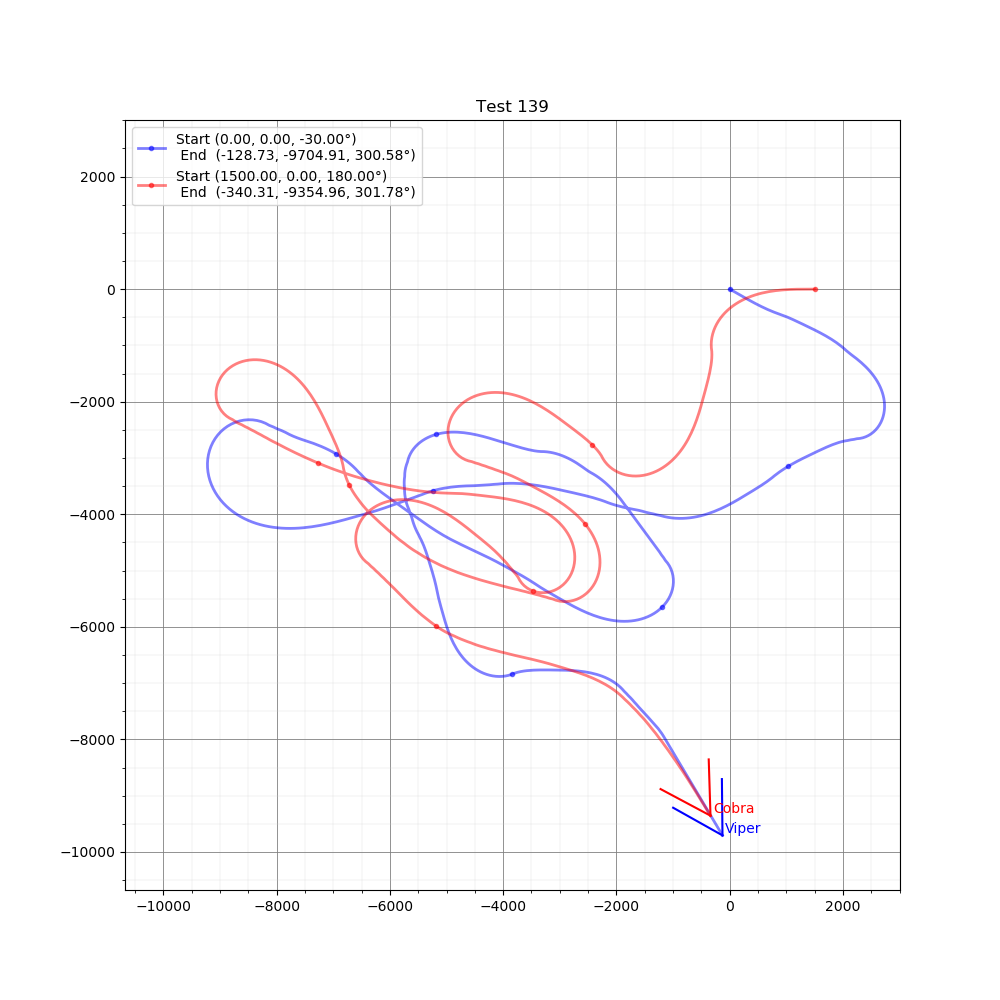 Test 139
Start (0.00, 0.00, -30.00°)
End (-128.73, -9704.91, 300.58°)
Start (1500.00, 0.00, 180.00°)
End (-340.31, -9354.96, 301.78°)
2000
0
−2000
−4000
−6000
−8000
−10000
Cobra
Viper
−10000 −8000 −6000 −4000 −2000 0 2000